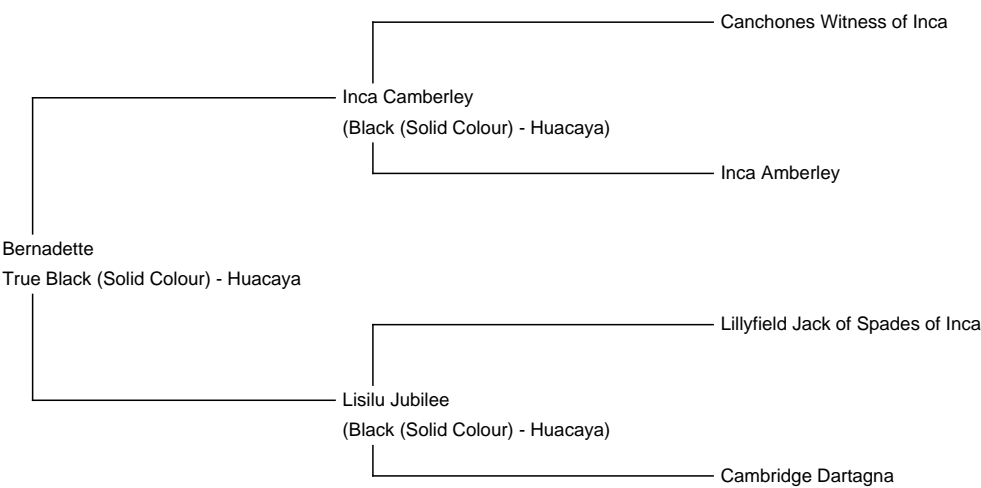 Canchones Witness of Inca
Inca Camberley
(Black (Solid Colour) - Huacaya)
Inca Amberley
Bernadette
True Black (Solid Colour) - Huacaya
Lillyfield Jack of Spades of Inca
Lisilu Jubilee
(Black (Solid Colour) - Huacaya)
Cambridge Dartagna